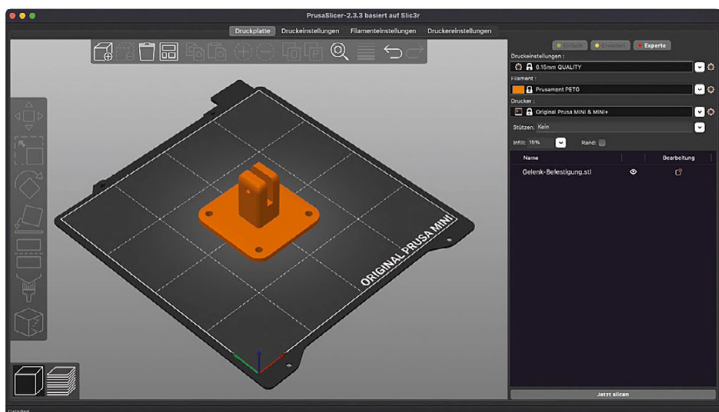 PrusaSlicer-2.3.3 basiert auf Slic3r
Druckplatte Druckeinstellungen Filamenteinstellungen Druckereinstellungen
Einfach Erweitert Experte
Druckeinstellungen :
0.15mm QUALITY
Filament :
Prusament PETG
Drucker :
Original Prusa MINI & MINI+
Stützen: Kein
Infill: 15% Rand:
Name Bearbeitung
Gelenk-Befestigung.stl
ORIGINAL PRUSA MINI
Jetzt slicen